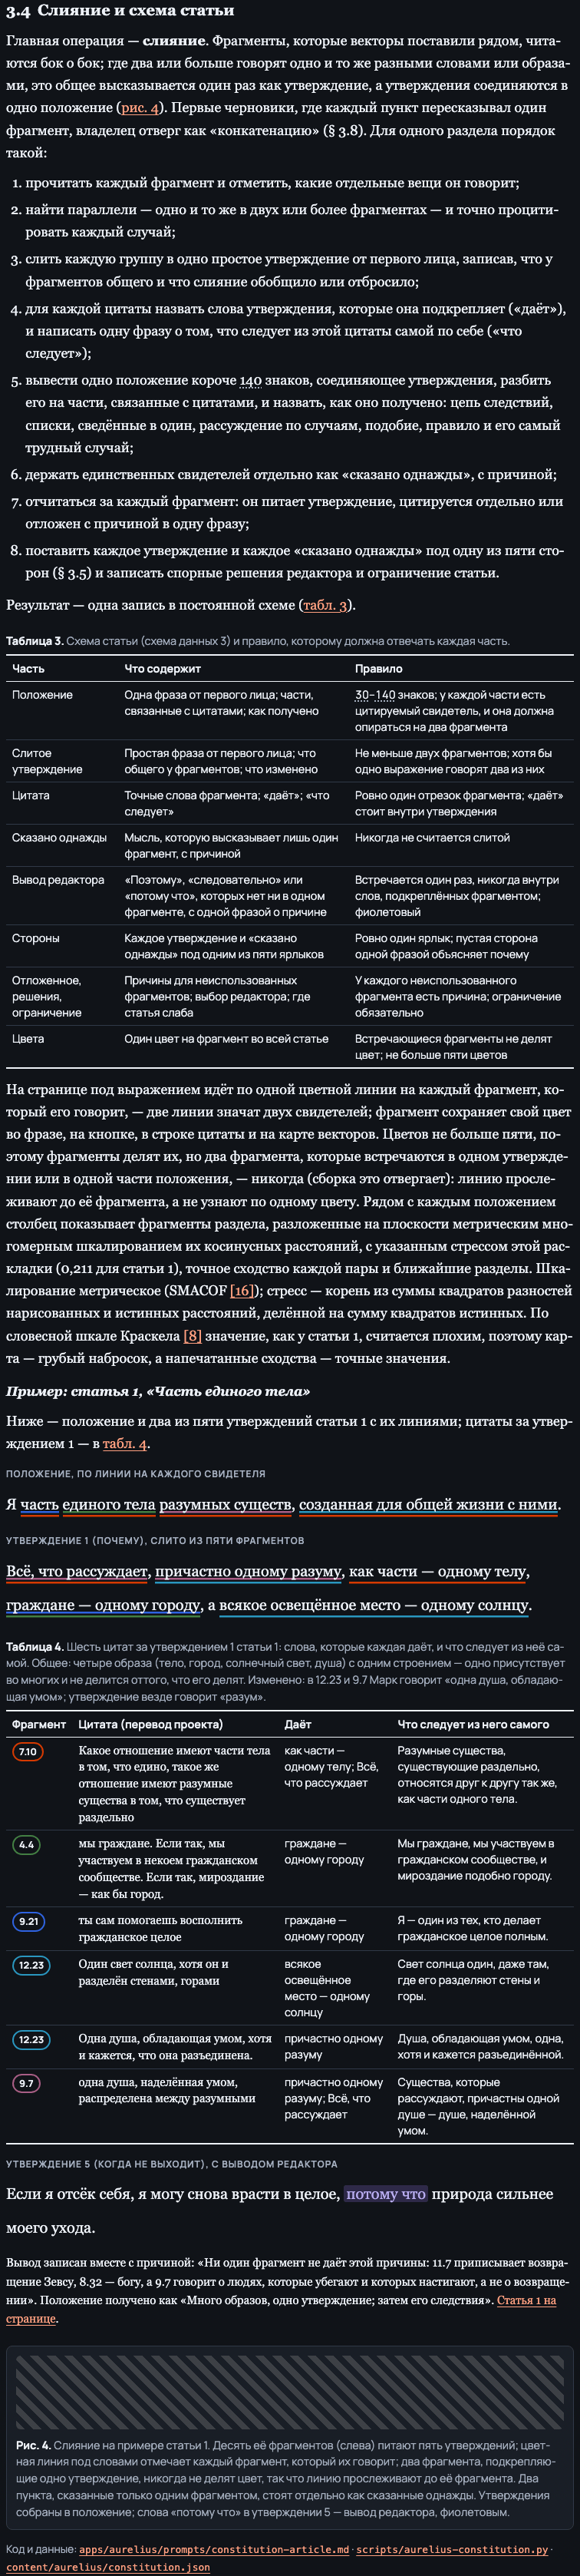 3.4 Слияние и схема статьи
Главная операция — слияние. Фрагменты, которые векторы поставили рядом, чита-
ются бок о бок; где два или больше говорят одно и то же разными словами или образа-
ми, это общее высказывается один раз как утверждение, а утверждения соединяются в
одно положение (рис. 4). Первые черновики, где каждый пункт пересказывал один
фрагмент, владелец отверг как «конкатенацию» (§ 3.8). Для одного раздела порядок
такой:
1. прочитать каждый фрагмент и отметить, какие отдельные вещи он говорит;
2. найти параллели — одно и то же в двух или более фрагментах — и точно процити-
ровать каждый случай;
3. слить каждую группу в одно простое утверждение от первого лица, записав, что у
фрагментов общего и что слияние обобщило или отбросило;
4. для каждой цитаты назвать слова утверждения, которые она подкрепляет («даёт»),
и написать одну фразу о том, что следует из этой цитаты самой по себе («что
следует»);
5. вывести одно положение короче 140 знаков, соединяющее утверждения, разбить
его на части, связанные с цитатами, и назвать, как оно получено: цепь следствий,
списки, сведённые в один, рассуждение по случаям, подобие, правило и его самый
трудный случай;
6. держать единственных свидетелей отдельно как «сказано однажды», с причиной;
7. отчитаться за каждый фрагмент: он питает утверждение, цитируется отдельно или
отложен с причиной в одну фразу;
8. поставить каждое утверждение и каждое «сказано однажды» под одну из пяти сто-
рон (§ 3.5) и записать спорные решения редактора и ограничение статьи.
Результат — одна запись в постоянной схеме (табл. 3).
Таблица 3. Схема статьи (схема данных 3) и правило, которому должна отвечать каждая часть.
Часть Что содержит Правило
Положение Одна фраза от первого лица; части, 30–140 знаков; у каждой части есть
связанные с цитатами; как получено цитируемый свидетель, и она должна
опираться на два фрагмента
Слитое Простая фраза от первого лица; что Не меньше двух фрагментов; хотя бы
утверждение общего у фрагментов; что изменено одно выражение говорят два из них
Цитата Точные слова фрагмента; «даёт»; «что Ровно один отрезок фрагмента; «даёт»
следует» стоит внутри утверждения
Сказано однажды Мысль, которую высказывает лишь один Никогда не считается слитой
фрагмент, с причиной
Вывод редактора «Поэтому», «следовательно» или Встречается один раз, никогда внутри
«потому что», которых нет ни в одном слов, подкреплённых фрагментом;
фрагменте, с одной фразой о причине фиолетовый
Стороны Каждое утверждение и «сказано Ровно один ярлык; пустая сторона
однажды» под одним из пяти ярлыков одной фразой объясняет почему
Отложенное, Причины для неиспользованных У каждого неиспользованного
решения, фрагментов; выбор редактора; где фрагмента есть причина; ограничение
ограничение статья слаба обязательно
Цвета Один цвет на фрагмент во всей статье Встречающиеся фрагменты не делят
цвет; не больше пяти цветов
На странице под выражением идёт по одной цветной линии на каждый фрагмент, ко-
торый его говорит, — две линии значат двух свидетелей; фрагмент сохраняет свой цвет
во фразе, на кнопке, в строке цитаты и на карте векторов. Цветов не больше пяти, по-
этому фрагменты делят их, но два фрагмента, которые встречаются в одном утвержде-
нии или в одной части положения, — никогда (сборка это отвергает): линию просле-
живают до её фрагмента, а не узнают по одному цвету. Рядом с каждым положением
столбец показывает фрагменты раздела, разложенные на плоскости метрическим мно-
гомерным шкалированием их косинусных расстояний, с указанным стрессом этой рас-
кладки (0,211 для статьи 1), точное сходство каждой пары и ближайшие разделы. Шка-
лирование метрическое (SMACOF [16]); стресс — корень из суммы квадратов разностей
нарисованных и истинных расстояний, делённой на сумму квадратов истинных. По
словесной шкале Краскела [8] значение, как у статьи 1, считается плохим, поэтому кар-
та — грубый набросок, а напечатанные сходства — точные значения.
Пример: статья 1, «Часть единого тела»
Ниже — положение и два из пяти утверждений статьи 1 с их линиями; цитаты за утвер-
ждением 1 — в табл. 4.
ПОЛОЖЕНИЕ, ПО ЛИНИИ НА КАЖДОГО СВИДЕТЕЛЯ
Я часть единого тела разумных существ, созданная для общей жизни с ними.
УТВЕРЖДЕНИЕ 1 (ПОЧЕМУ), СЛИТО ИЗ ПЯТИ ФРАГМЕНТОВ
Всё, что рассуждает, причастно одному разуму, как части — одному телу,
граждане — одному городу, а всякое освещённое место — одному солнцу.
Таблица 4. Шесть цитат за утверждением 1 статьи 1: слова, которые каждая даёт, и что следует из неё са-
мой. Общее: четыре образа (тело, город, солнечный свет, душа) с одним строением — одно присутствует
во многих и не делится оттого, что его делят. Изменено: в 12.23 и 9.7 Марк говорит «одна душа, обладаю-
щая умом»; утверждение везде говорит «разум».
Фрагмент Цитата (перевод проекта) Даёт Что следует из него самого
7.10 Какое отношение имеют части тела как части — Разумные существа,
в том, что едино, такое же одному телу; Всё, существующие раздельно,
отношение имеют разумные что рассуждает относятся друг к другу так же,
существа в том, что существует как части одного тела.
раздельно
4.4 мы граждане. Если так, мы граждане — Мы граждане, мы участвуем в
участвуем в некоем гражданском одному городу гражданском сообществе, и
сообществе. Если так, мироздание мироздание подобно городу.
— как бы город.
9.21 ты сам помогаешь восполнить граждане — Я — один из тех, кто делает
гражданское целое одному городу гражданское целое полным.
12.23 Один свет солнца, хотя он и всякое Свет солнца один, даже там,
разделён стенами, горами освещённое где его разделяют стены и
место — одному горы.
солнцу
12.23 Одна душа, обладающая умом, хотя причастно одному Душа, обладающая умом, одна,
и кажется, что она разъединена. разуму хотя и кажется разъединённой.
9.7 одна душа, наделённая умом, причастно одному Существа, которые
распределена между разумными разуму; Всё, что рассуждают, причастны одной
рассуждает душе — душе, наделённой
умом.
УТВЕРЖДЕНИЕ 5 (КОГДА НЕ ВЫХОДИТ), С ВЫВОДОМ РЕДАКТОРА
Если я отсёк себя, я могу снова врасти в целое, потому что природа сильнее
моего ухода.
Вывод записан вместе с причиной: «Ни один фрагмент не даёт этой причины: 11.7 приписывает возвра-
щение Зевсу, 8.32 — богу, а 9.7 говорит о людях, которые убегают и которых настигают, а не о возвраще-
нии». Положение получено как «Много образов, одно утверждение; затем его следствия». Статья 1 на
странице.
Рис. 4. Слияние на примере статьи 1. Десять её фрагментов (слева) питают пять утверждений; цвет-
ная линия под словами отмечает каждый фрагмент, который их говорит; два фрагмента, подкрепляю-
щие одно утверждение, никогда не делят цвет, так что линию прослеживают до её фрагмента. Два
пункта, сказанные только одним фрагментом, стоят отдельно как сказанные однажды. Утверждения
собраны в положение; слова «потому что» в утверждении 5 — вывод редактора, фиолетовым.
Код и данные: apps/aurelius/prompts/constitution-article.md · scripts/aurelius-constitution.py ·
content/aurelius/constitution.json